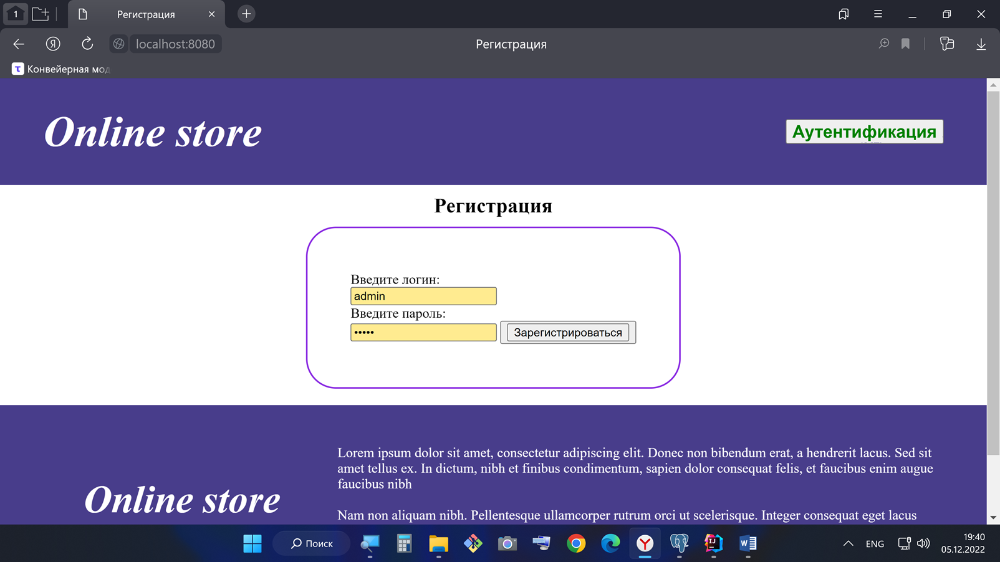 1
Регистрация
localhost:8080
Регистрация
Конвейерная мод
Online store
Аутентификация
Регистрация
Введите логин:
admin
Введите пароль:
•••••
Зарегистрироваться
Lorem ipsum dolor sit amet, consectetur adipiscing elit. Donec non bibendum erat, a hendrerit lacus. Sed sit
amet tellus ex. In dictum, nibh et finibus condimentum, sapien dolor consequat felis, et faucibus enim augue
faucibus nibh
Online store
Nam non aliquam nibh. Pellentesque ullamcorper rutrum orci ut scelerisque. Integer consequat eget lacus
Поиск
ENG
19:40
05.12.2022